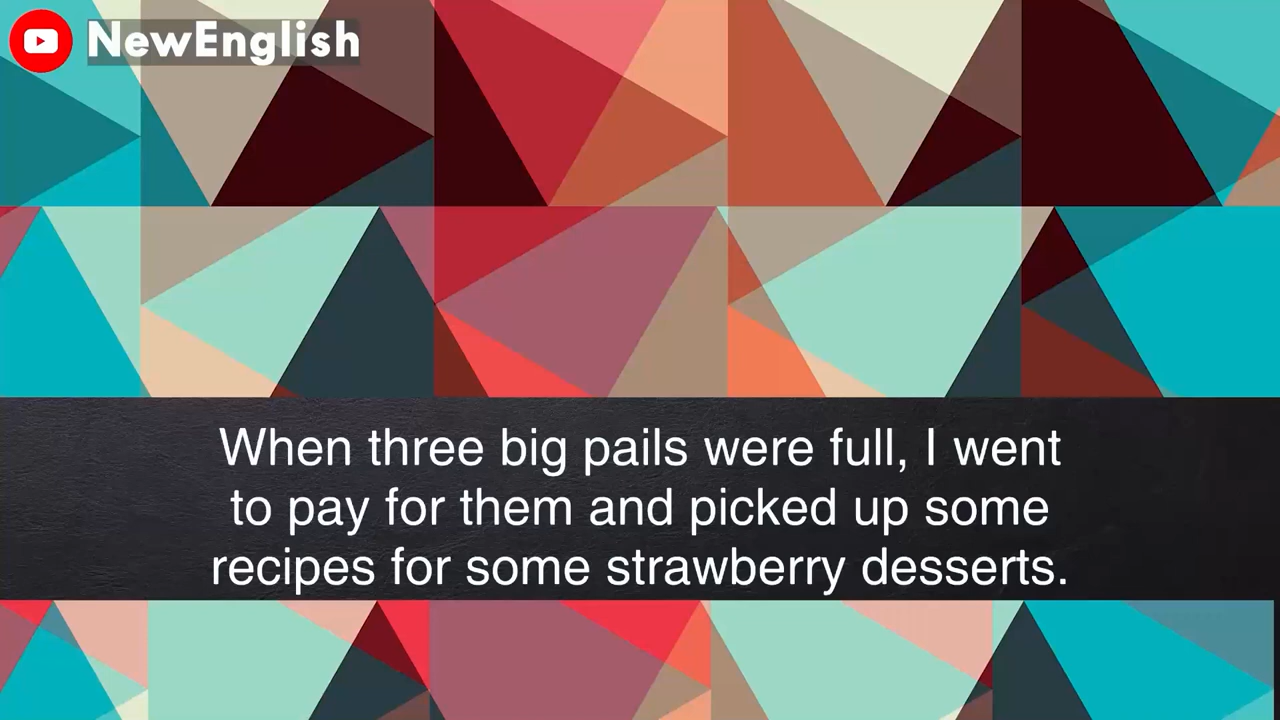 NewEnglish
When three big pails were full, I went
to pay for them and picked up some
recipes for some strawberry desserts.